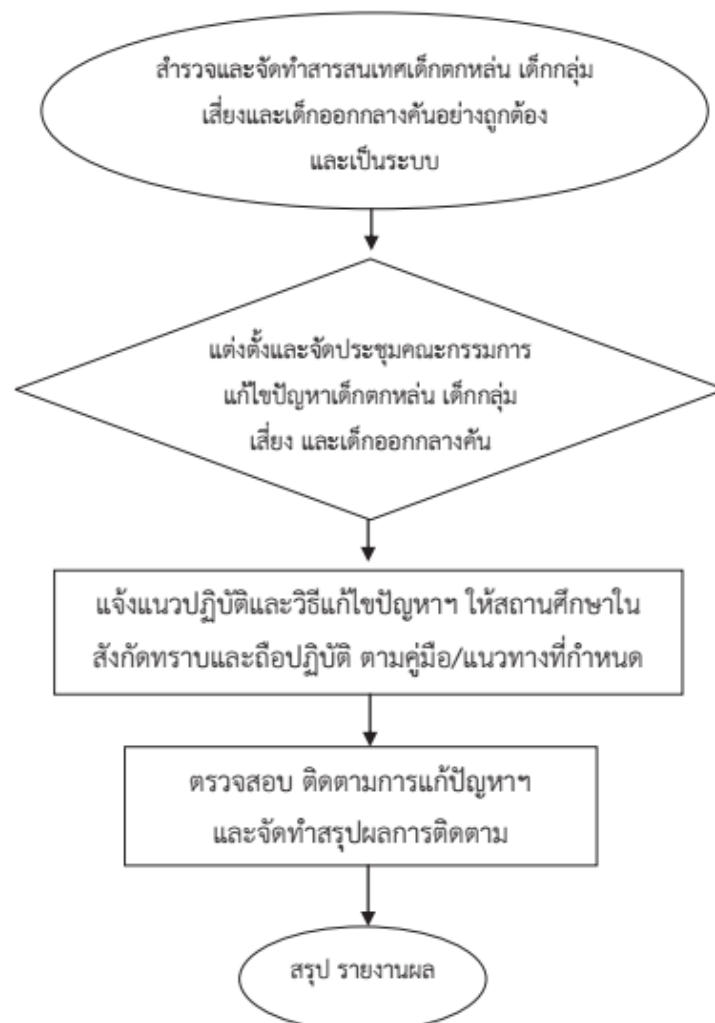 สำรวจและจัดทำสารสนเทศเด็กตกหล่น เด็กกลุ่ม
เสี่ยงและเด็กออกกลางคันอย่างถูกต้อง
และเป็นระบบ
แต่งตั้งและจัดประชุมคณะกรรมการ
แก้ไขปัญหาเด็กตกหล่น เด็กกลุ่ม
เสี่ยง และเด็กออกกลางคัน
แจ้งแนวปฏิบัติและวิธีแก้ไขปัญหาฯ ให้สถานศึกษาใน
สังกัดทราบและถือปฏิบัติ ตามคู่มือ/แนวทางที่กำหนด
ตรวจสอบ ติดตามการแก้ปัญหาฯ
และจัดทำสรุปผลการติดตาม
สรุป รายงานผล